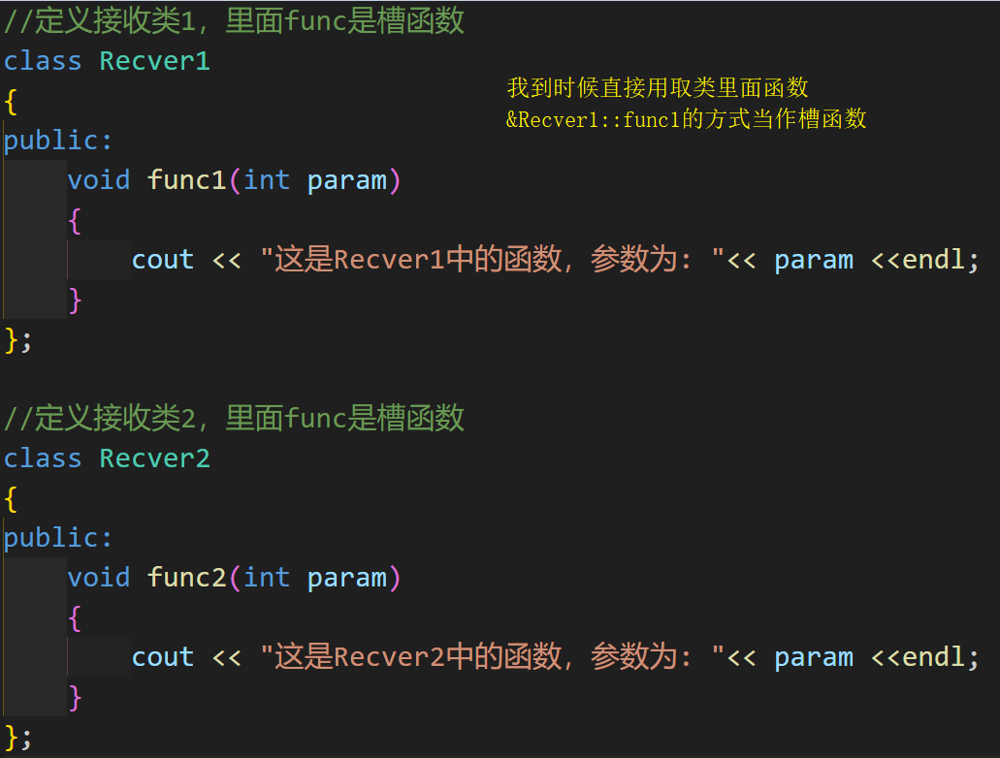 //定义接收类1，里面func是槽函数
class Recver1
我到时候直接用取类里面函数
{
&Recver1::func1的方式当作槽函数
public:
void func1(int param)
{
cout << "这是Recver1中的函数，参数为："<< param <<endl;
}
};
//定义接收类2，里面func是槽函数
class Recver2
{
public:
void func2(int param)
{
cout << "这是Recver2中的函数，参数为："<< param <<endl;
}
};